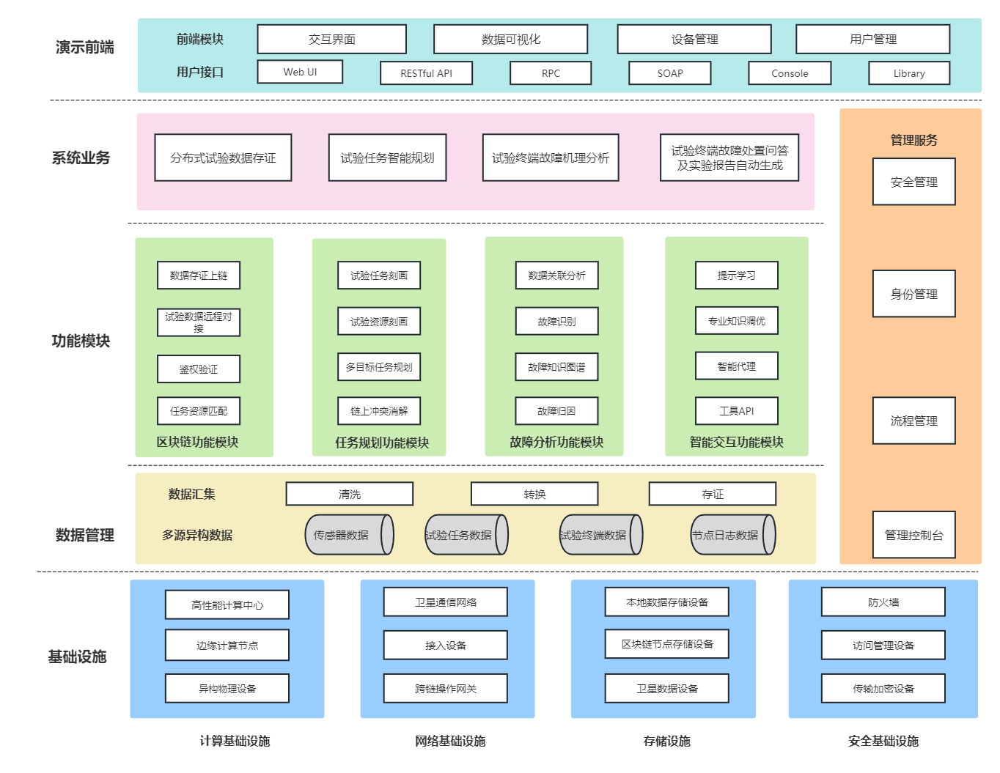 演示前端
前端模块
交互界面
数据可视化
设备管理
用户管理
用户接口
Web UI
RESTful API
RPC
SOAP
Console
Library
系统业务
分布式试验数据存证
试验任务智能规划
试验终端故障机理分析
试验终端故障处置问答
及实验报告自动生成
管理服务
安全管理
身份管理
流程管理
管理控制台
功能模块
数据存证上链
试验数据远程对
接
鉴权验证
任务资源匹配
区块链功能模块
试验任务刻画
试验资源刻画
多目标任务规划
链上冲突消解
任务规划功能模块
数据关联分析
故障识别
故障知识图谱
故障归因
故障分析功能模块
提示学习
专业知识调优
智能代理
工具API
智能交互功能模块
数据管理
数据汇集
清洗
转换
存证
多源异构数据
传感器数据
试验任务数据
试验终端数据
节点日志数据
基础设施
高性能计算中心
边缘计算节点
异构物理设备
计算基础设施
卫星通信网络
接入设备
跨链操作网关
网络基础设施
本地数据存储设备
区块链节点存储设备
卫星数据设备
存储设施
防火墙
访问管理设备
传输加密设备
安全基础设施